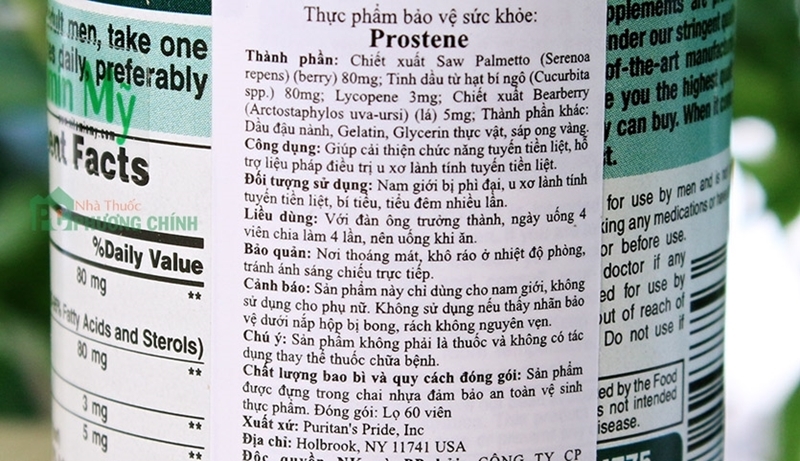 dult men, take one
daily, preferably
min Mỹ
nt Facts
Nhà Thuốc
PHƯƠNG CHÍNH
%Daily Value
80 mg
**
Fatty Acids and Sterols)
80 mg
**
3 mg
**
5 mg
**
Thực phẩm bảo vệ sức khỏe:
Prostene
Thành phần: Chiết xuất Saw Palmetto (Serenoa
repens) (berry) 80mg; Tinh dầu từ hạt bí ngô (Cucurbita
spp.) 80mg; Lycopene 3mg; Chiết xuất Bearberry
(Arctostaphylos uva-ursi) (lá) 5mg; Thành phần khác:
Dầu đậu nành, Gelatin, Glycerin thực vật, sáp ong vàng.
Công dụng: Giúp cải thiện chức năng tuyến tiền liệt, hỗ
trợ liệu pháp điều trị u xơ lành tính tuyến tiền liệt.
Đối tượng sử dụng: Nam giới bị phì đại, u xơ lành tính
tuyến tiền liệt, bí tiểu, tiểu đêm nhiều lần.
Liều dùng: Với đàn ông trưởng thành, ngày uống 4
viên chia làm 4 lần, nên uống khi ăn.
Bảo quản: Nơi thoáng mát, khô ráo ở nhiệt độ phòng,
tránh ánh sáng chiếu trực tiếp.
Cảnh báo: Sản phẩm này chỉ dùng cho nam giới, không
sử dụng cho phụ nữ. Không sử dụng nếu thấy nhãn bảo
vệ dưới nắp hộp bị bong, rách không nguyên vẹn.
Chú ý: Sản phẩm không phải là thuốc và không có tác
dụng thay thế thuốc chữa bệnh.
Chất lượng bao bì và quy cách đóng gói: Sản phẩm
được đựng trong chai nhựa đảm bảo an toàn vệ sinh
thực phẩm. Đóng gói: Lọ 60 viên
Xuất xứ: Puritan's Pride, Inc
Địa chỉ: Holbrook, NY 11741 USA
CÔNG TY CP
pplements are
nder our stringent
of-the-art manufactu
you the highest
can buy. When it
for use by men and is
king any medications or
or before use.
doctor if any
ed for use by
ut of reach of
Do not use if
ed by the Food
s not intended
isease.